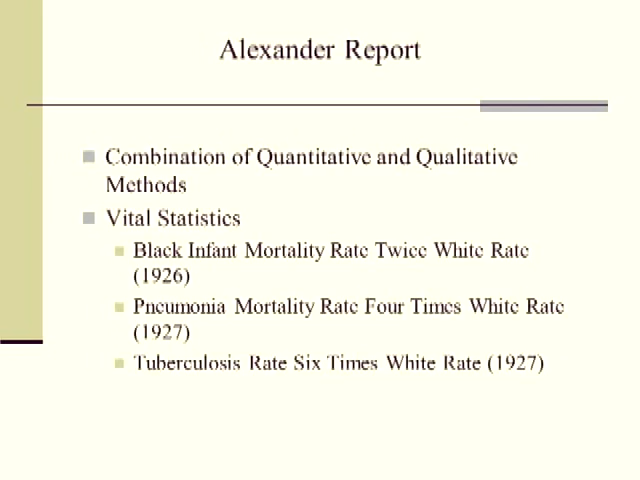 Alexander Report
Combination of Quantitative and Qualitative
Methods
Vital Statistics
Black Infant Mortality Rate Twice White Rate
(1926)
Pneumonia Mortality Rate Four Times White Rate
(1927)
Tuberculosis Rate Six Times White Rate (1927)